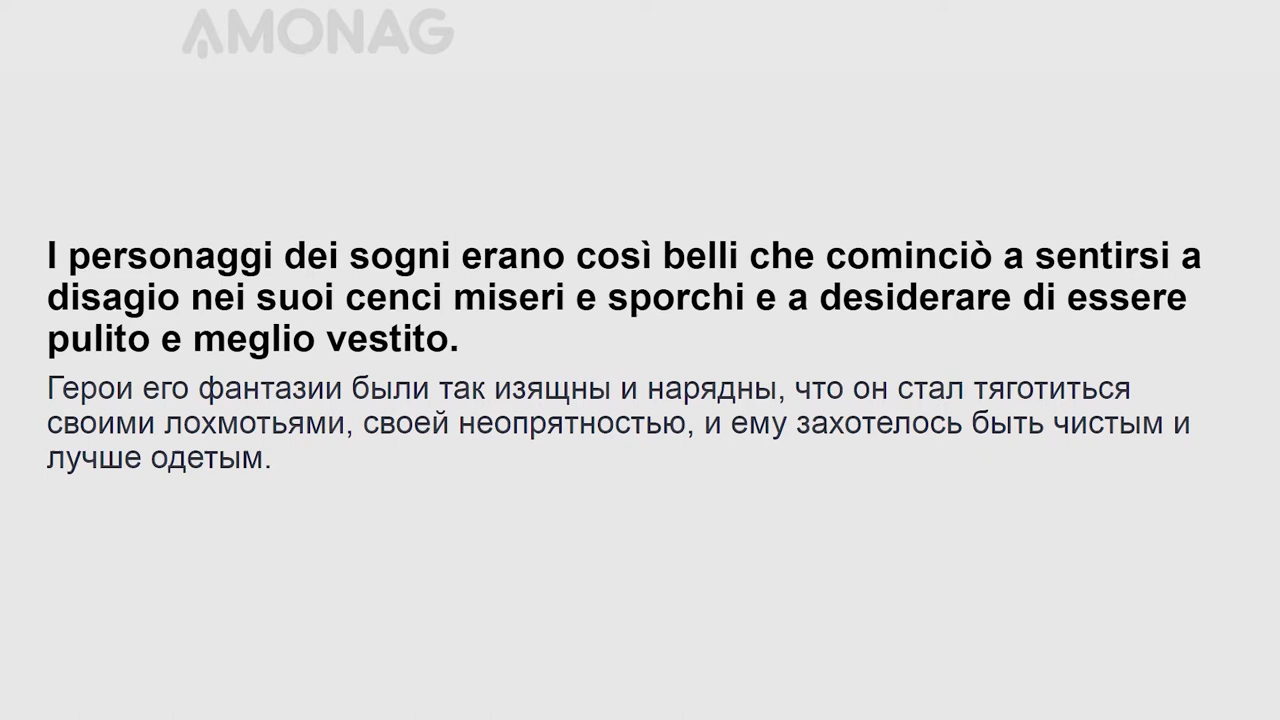 AMONAG
I personaggi dei sogni erano così belli che cominciò a sentirsi a
disagio nei suoi cenci miseri e sporchi e a desiderare di essere
pulito e meglio vestito.
Герои его фантазии были так изящны и нарядны, что он стал тяготиться
своими лохмотьями, своей неопрятностью, и ему захотелось быть чистым и
лучше одетым.